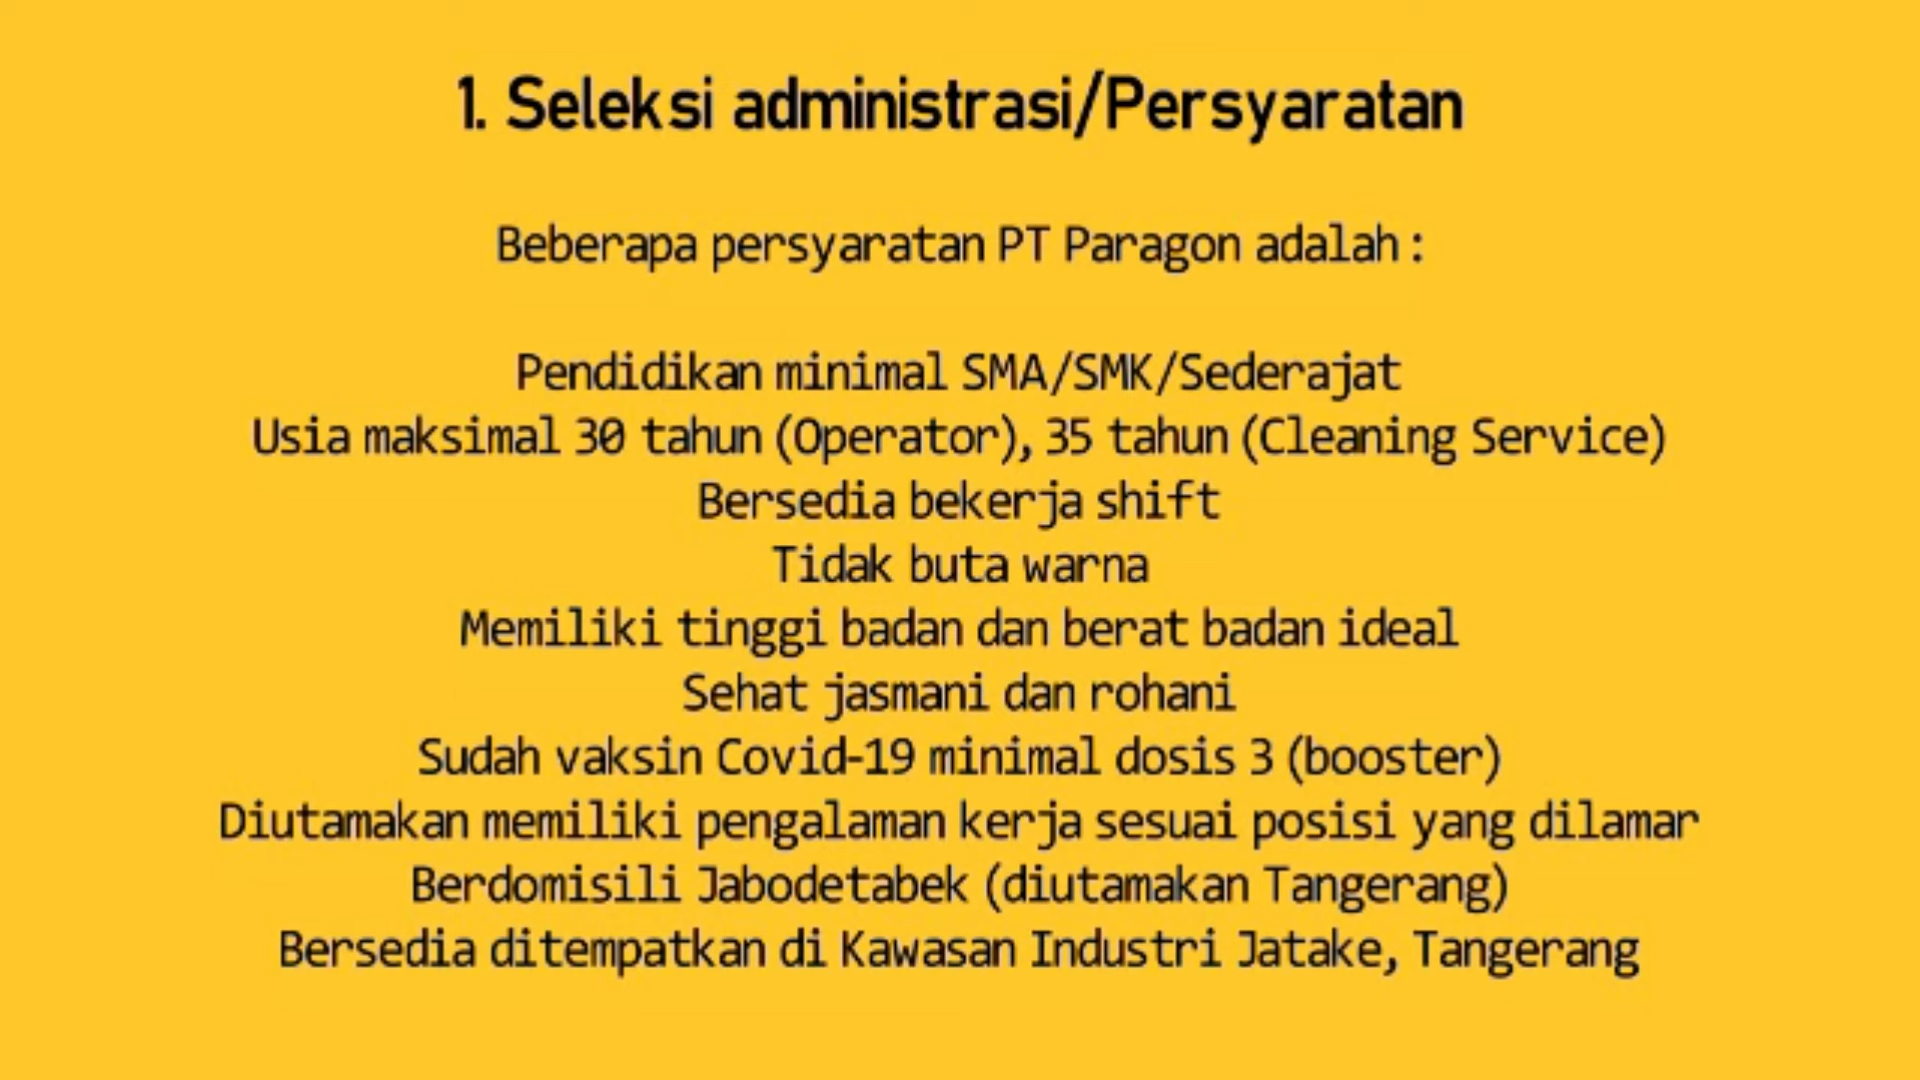 1. Seleksi administrasi/Persyaratan
Beberapa persyaratan PT Paragon adalah :
Pendidikan minimal SMA/SMK/Sederajat
Usia maksimal 30 tahun (Operator), 35 tahun (Cleaning Service)
Bersedia bekerja shift
Tidak buta warna
Memiliki tinggi badan dan berat badan ideal
Sehat jasmani dan rohani
Sudah vaksin Covid-19 minimal dosis 3 (booster)
Diutamakan memiliki pengalaman kerja sesuai posisi yang dilamar
Berdomisili Jabodetabek (diutamakan Tangerang)
Bersedia ditempatkan di Kawasan Industri Jatake, Tangerang